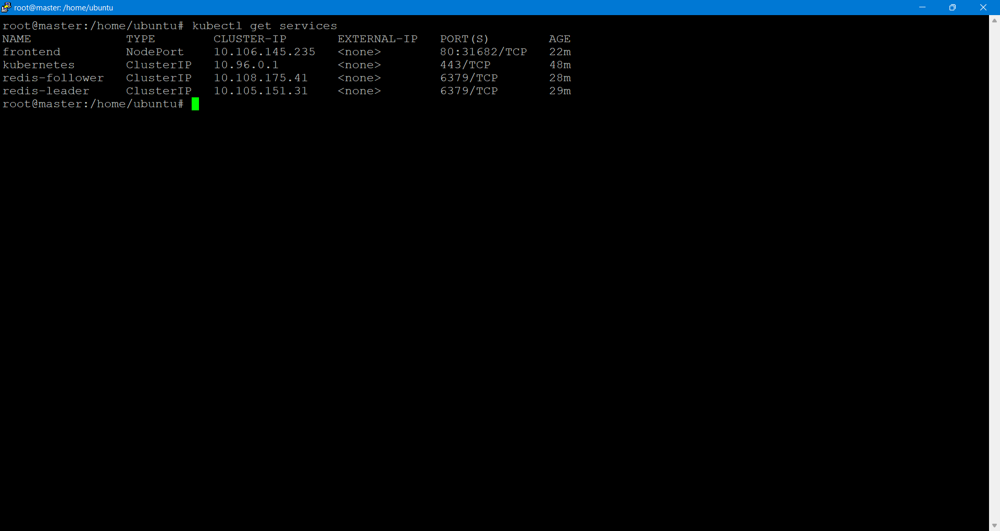 root@master: /home/ubuntu
root@master:/home/ubuntu# kubectl get services
NAME             TYPE        CLUSTER-IP       EXTERNAL-IP   PORT(S)        AGE
frontend         NodePort    10.106.145.235   <none>        80:31682/TCP   22m
kubernetes       ClusterIP   10.96.0.1        <none>        443/TCP        48m
redis-follower   ClusterIP   10.108.175.41    <none>        6379/TCP       28m
redis-leader     ClusterIP   10.105.151.31    <none>        6379/TCP       29m
root@master:/home/ubuntu#